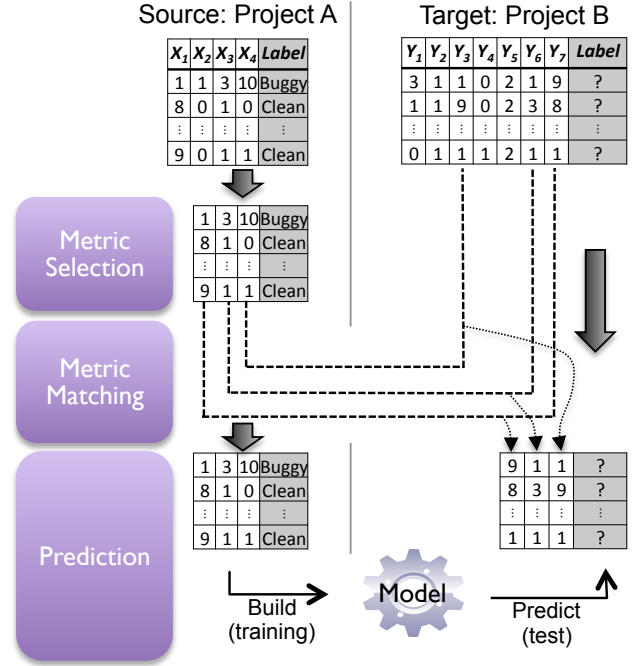 Source: Project A
Target: Project B
X1 X2 X3 X4 Label
1 1 3 10 Buggy
8 0 1 0 Clean
⋮ ⋮ ⋮ ⋮ ⋮
9 0 1 1 Clean
Y1 Y2 Y3 Y4 Y5 Y6 Y7 Label
3 1 1 0 2 1 9 ?
1 1 9 0 2 3 8 ?
⋮ ⋮ ⋮ ⋮ ⋮ ⋮ ⋮ ⋮
0 1 1 1 2 1 1 ?
Metric
Selection
1 3 10 Buggy
8 1 0 Clean
⋮ ⋮ ⋮ ⋮
9 1 1 Clean
Metric
Matching
Prediction
1 3 10 Buggy
8 1 0 Clean
⋮ ⋮ ⋮ ⋮
9 1 1 Clean
9 1 1 ?
8 3 9 ?
⋮ ⋮ ⋮ ⋮
1 1 1 ?
Build
(training)
Model
Predict
(test)